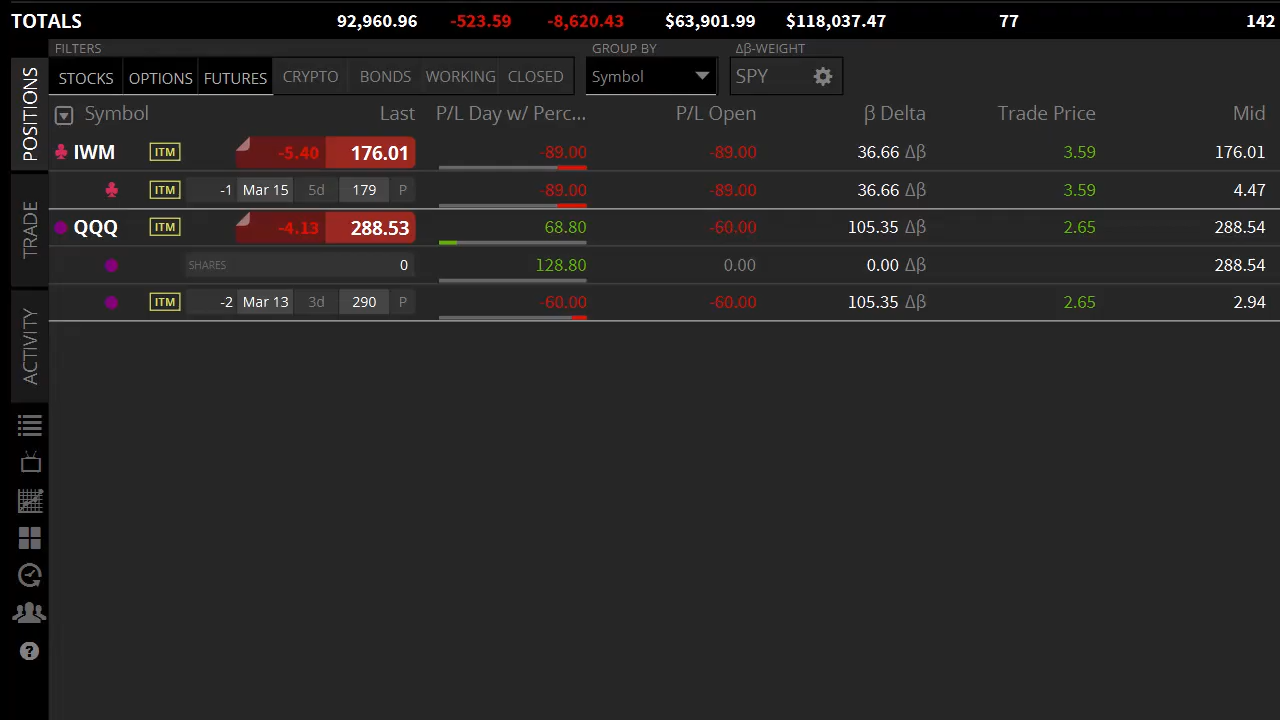 TOTALS 92,960.96 -523.59 -8,620.43 $63,901.99 $118,037.47 77 142
FILTERS GROUP BY Δβ-WEIGHT
STOCKS OPTIONS FUTURES CRYPTO BONDS WORKING CLOSED Symbol SPY
POSITIONS
TRADE
ACTIVITY
Symbol Last P/L Day w/ Perc... P/L Open β Delta Trade Price Mid
IWM ITM -5.40 176.01 -89.00 -89.00 36.66 Δβ 3.59 176.01
ITM -1 Mar 15 5d 179 P -89.00 -89.00 36.66 Δβ 3.59 4.47
QQQ ITM -4.13 288.53 68.80 -60.00 105.35 Δβ 2.65 288.54
SHARES 0 128.80 0.00 0.00 Δβ 288.54
ITM -2 Mar 13 3d 290 P -60.00 -60.00 105.35 Δβ 2.65 2.94
?